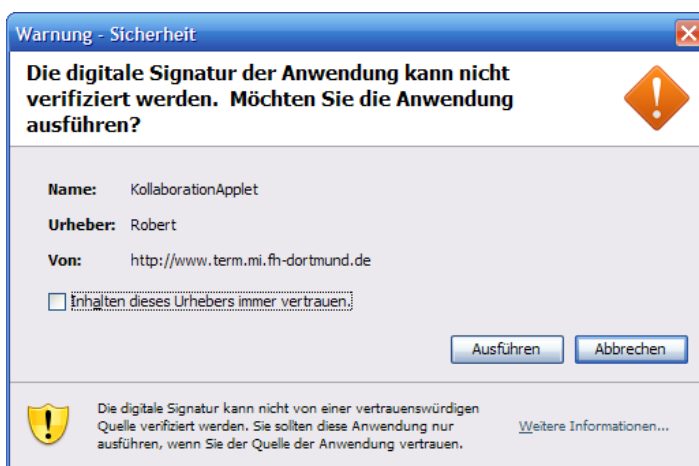 Warnung - Sicherheit
Die digitale Signatur der Anwendung kann nicht
verifiziert werden. Möchten Sie die Anwendung
ausführen?
Name: KollaborationApplet
Urheber: Robert
Von: http://www.term.mi.fh-dortmund.de
Inhalten dieses Urhebers immer vertrauen.
Ausführen Abbrechen
Die digitale Signatur kann nicht von einer vertrauenswürdigen
Quelle verifiziert werden. Sie sollten diese Anwendung nur
ausführen, wenn Sie der Quelle der Anwendung vertrauen.
Weitere Informationen...